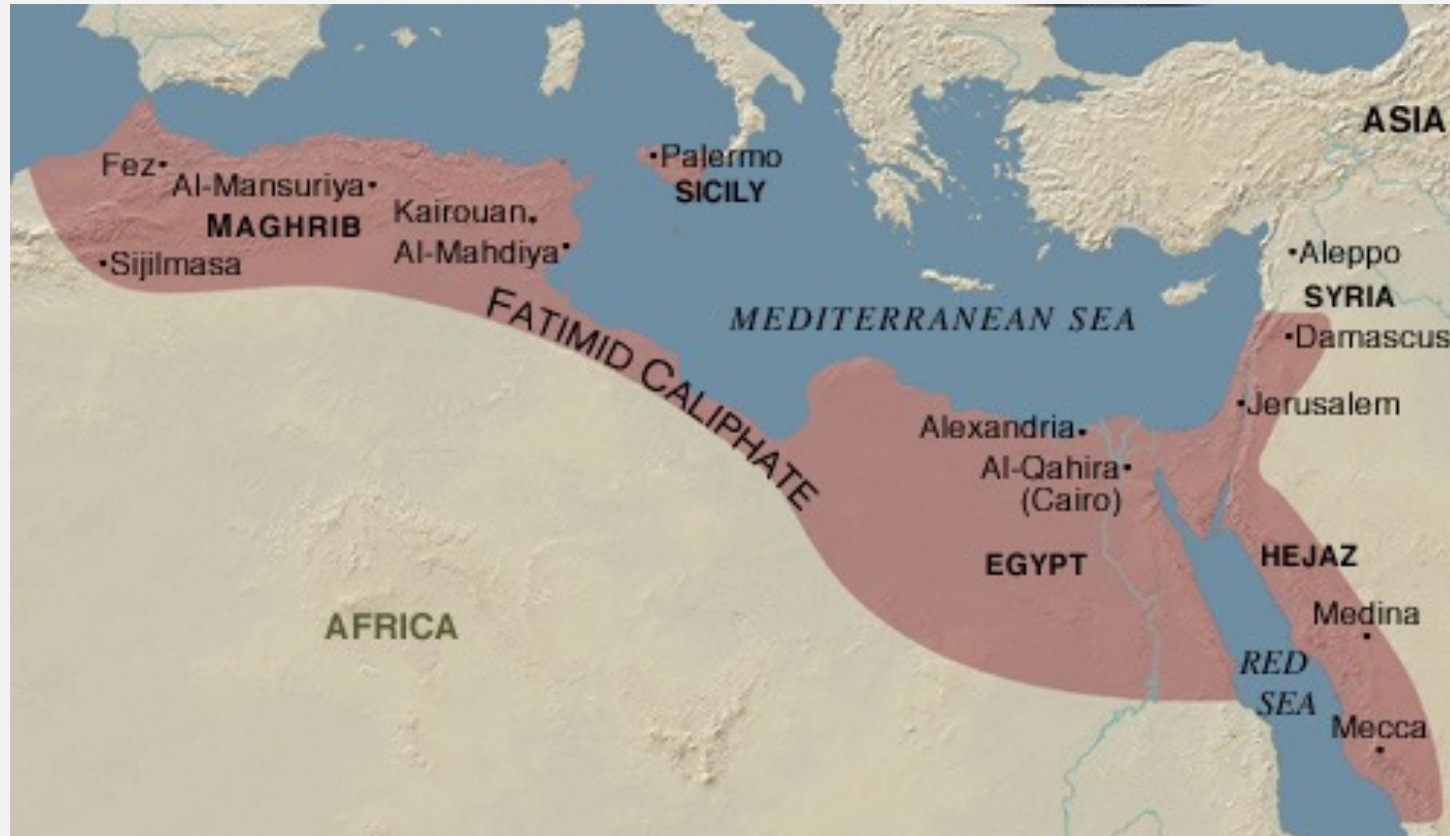 ASIA
Fez
Al-Mansuriya
Palermo
SICILY
Kairouan
MAGHRIB
Al-Mahdiya
Aleppo
Sijilmasa
SYRIA
FATIMID CALIPHATE
MEDITERRANEAN SEA
Damascus
Jerusalem
Alexandria
Al-Qahira
(Cairo)
EGYPT
HEJAZ
AFRICA
Medina
RED
SEA
Mecca